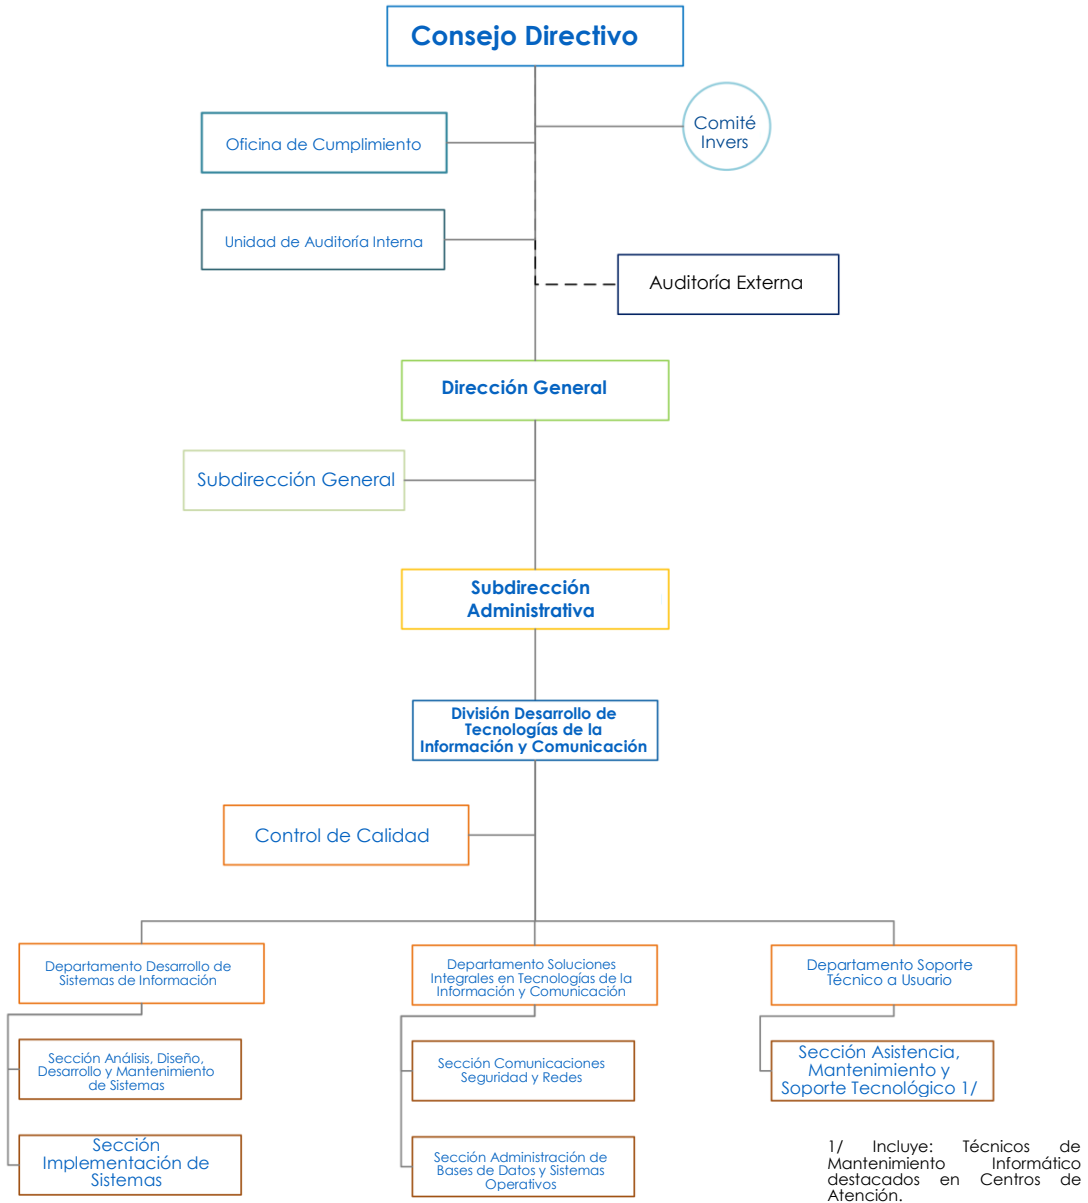 Consejo Directivo
Comité
Invers
Oficina de Cumplimiento
Unidad de Auditoría Interna
Auditoría Externa
Dirección General
Subdirección General
Subdirección
Administrativa
División Desarrollo de
Tecnologías de la
Información y Comunicación
Control de Calidad
Departamento Desarrollo de
Sistemas de Información
Sección Análisis, Diseño,
Desarrollo y Mantenimiento
de Sistemas
Sección
Implementación de
Sistemas
Departamento Soluciones
Integrales en Tecnologías de la
Información y Comunicación
Sección Comunicaciones
Seguridad y Redes
Sección Administración de
Bases de Datos y Sistemas
Operativos
Departamento Soporte
Técnico a Usuario
Sección Asistencia,
Mantenimiento y
Soporte Tecnológico 1/
1/ Incluye: Técnicos de
Mantenimiento Informático
destacados en Centros de
Atención.